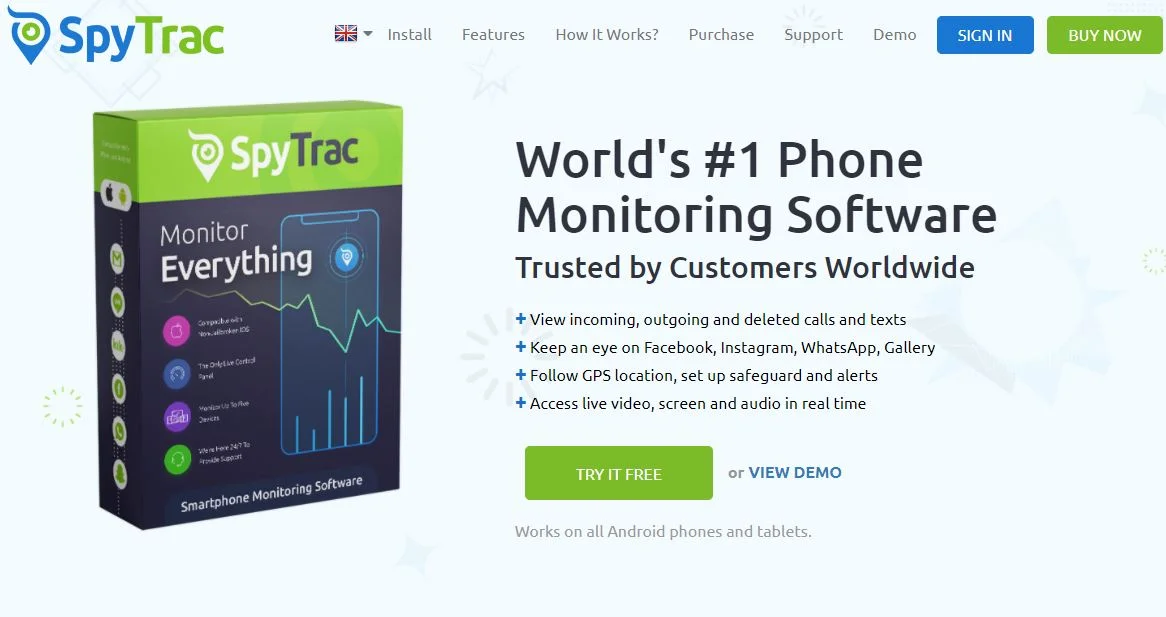 SpyTrac
Install
Features
How It Works?
Purchase
Support
Demo
SIGN IN
BUY NOW
SpyTrac
Monitor
Everything
Compatible with
Non-Jailbroken iOS
The Only Live Control
Panel
Monitor Up To Five
Devices
We're Here 24/7 To
Provide Support
Smartphone Monitoring Software
World's #1 Phone
Monitoring Software
Trusted by Customers Worldwide
+ View incoming, outgoing and deleted calls and texts
+ Keep an eye on Facebook, Instagram, WhatsApp, Gallery
+ Follow GPS location, set up safeguard and alerts
+ Access live video, screen and audio in real time
TRY IT FREE
or VIEW DEMO
Works on all Android phones and tablets.